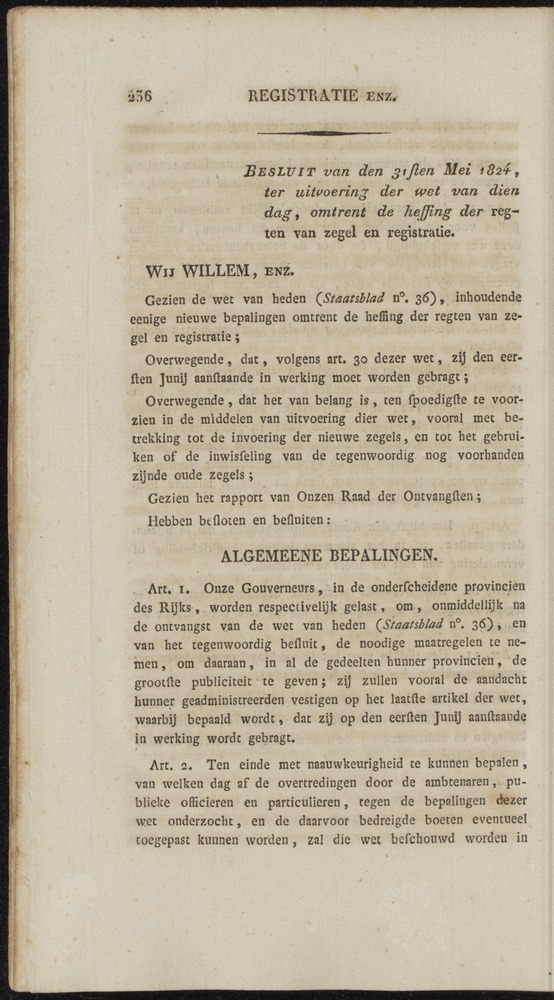 236 REGISTRATIE ENZ.
BESLUIT van den 31ſten Mei 1824,
ter uitvoering der wet van dien
dag, omtrent de heffing der reg-
ten van zegel en registratie.
WIJ WILLEM, ENZ.
Gezien de wet van heden (Staatsblad n°. 36), inhoudende
eenige nieuwe bepalingen omtrent de heffing der regten van ze-
gel en registratie;
Overwegende, dat, volgens art. 30 dezer wet, zij den eer-
ſten Junij aanſtaande in werking moet worden gebragt;
Overwegende, dat het van belang is, ten ſpoedigſte te voor-
zien in de middelen van uitvoering dier wet, vooral met be-
trekking tot de invoering der nieuwe zegels, en tot het gebrui-
ken of de inwisſeling van de tegenwoordig nog voorhanden
zijnde oude zegels;
Gezien het rapport van Onzen Raad der Ontvangſten;
Hebben beſloten en beſluiten:
ALGEMEENE BEPALINGEN.
Art. 1. Onze Gouverneurs, in de onderſcheidene provincien
des Rijks, worden respectivelijk gelast, om, onmiddellijk na
de ontvangst van de wet van heden (Staatsblad n°. 36), en
van het tegenwoordig beſluit, de noodige maatregelen te ne-
men, om daaraan, in al de gedeelten hunner provincien, de
grootſte publiciteit te geven; zij zullen vooral de aandacht
hunner geadministreerden vestigen op het laatſte artikel der wet,
waarbij bepaald wordt, dat zij op den eerſten Junij aanſtaande
in werking wordt gebragt.
Art. 2. Ten einde met naauwkeurigheid te kunnen bepalen,
van welken dag af de overtredingen door de ambtenaren, pu-
blieke officieren en particulieren, tegen de bepalingen dezer
wet onderzocht, en de daarvoor bedreigde boeten eventueel
toegepast kunnen worden, zal die wet beſchouwd worden in